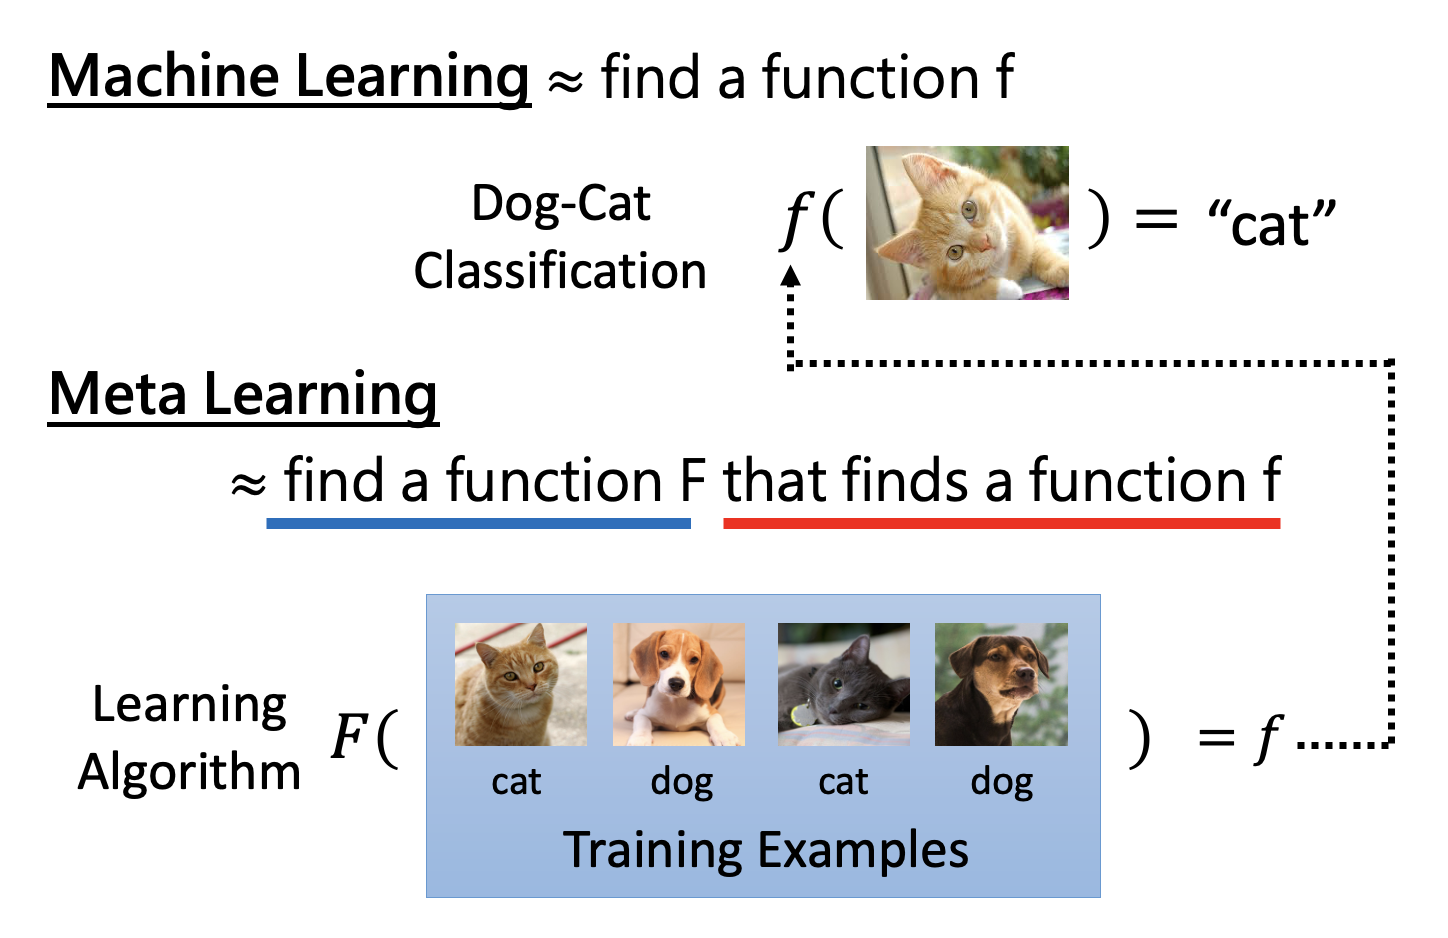 Machine Learning ≈ find a function f
Dog-Cat
Classification
f( ) = “cat”
Meta Learning
≈ find a function F that finds a function f
Learning
Algorithm
F( ) = f
cat dog cat dog
Training Examples